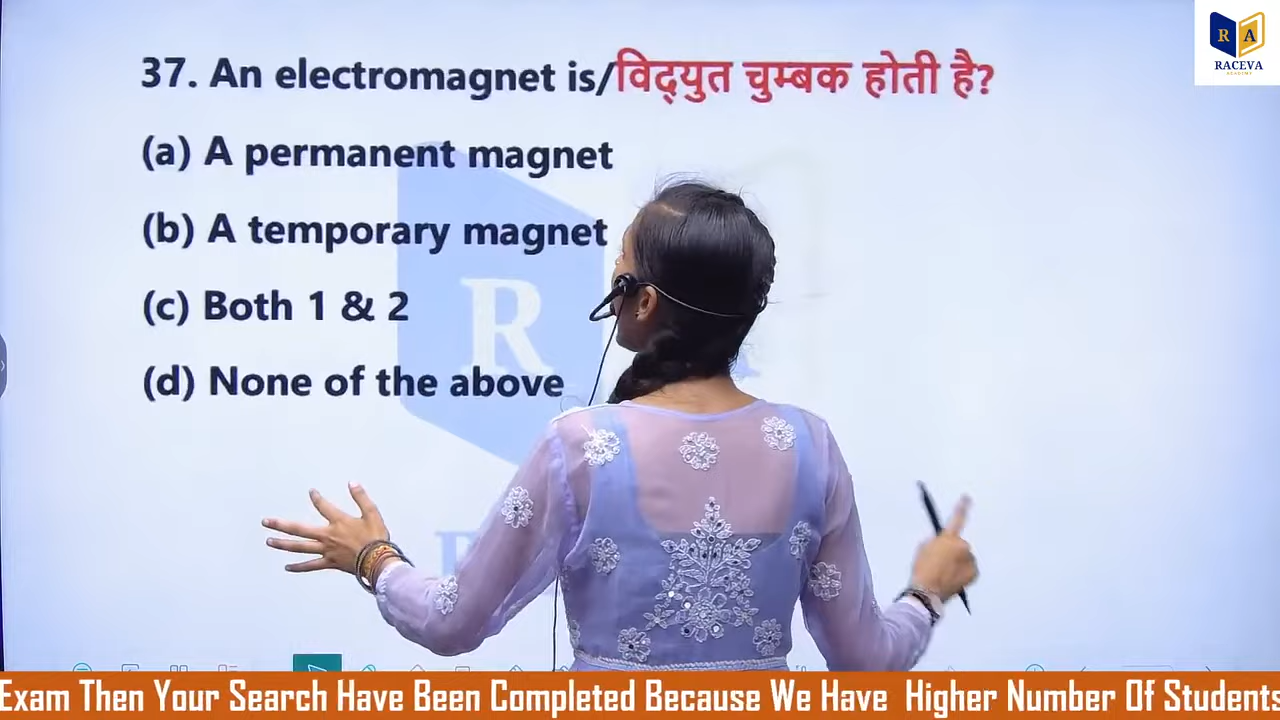 R A
RACEVA
ACADEMY
37. An electromagnet is/विद्युत चुम्बक होती है?
(a) A permanent magnet
(b) A temporary magnet
(c) Both 1 & 2
(d) None of the above
R
Exam Then Your Search Have Been Completed Because We Have Higher Number Of Students